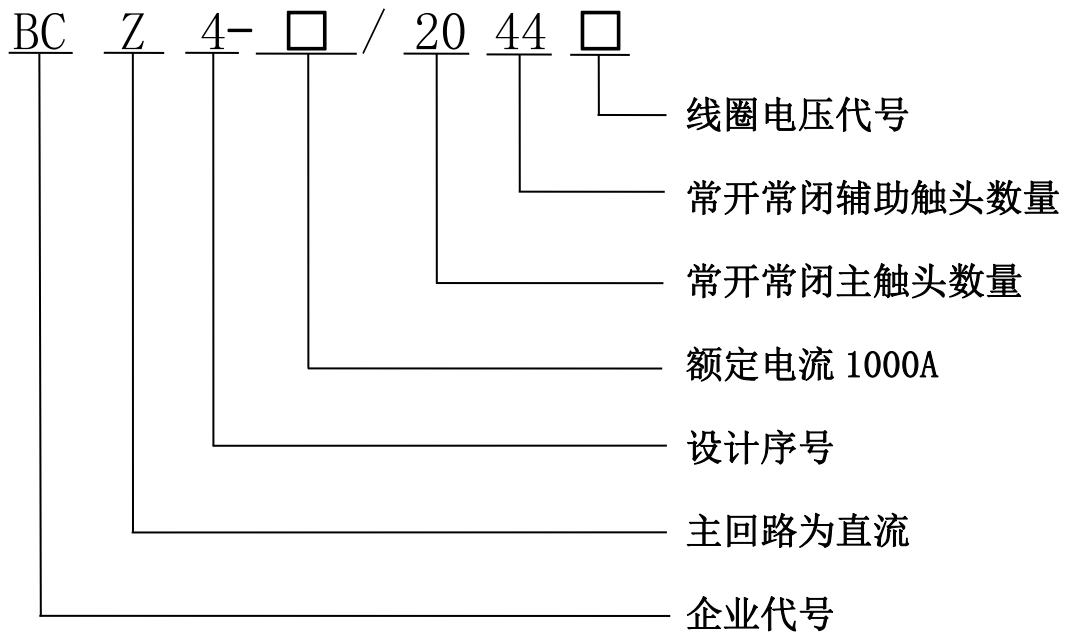 BC Z 4-□/20 44 □
线圈电压代号
常开常闭辅助触头数量
常开常闭主触头数量
额定电流 1000A
设计序号
主回路为直流
企业代号